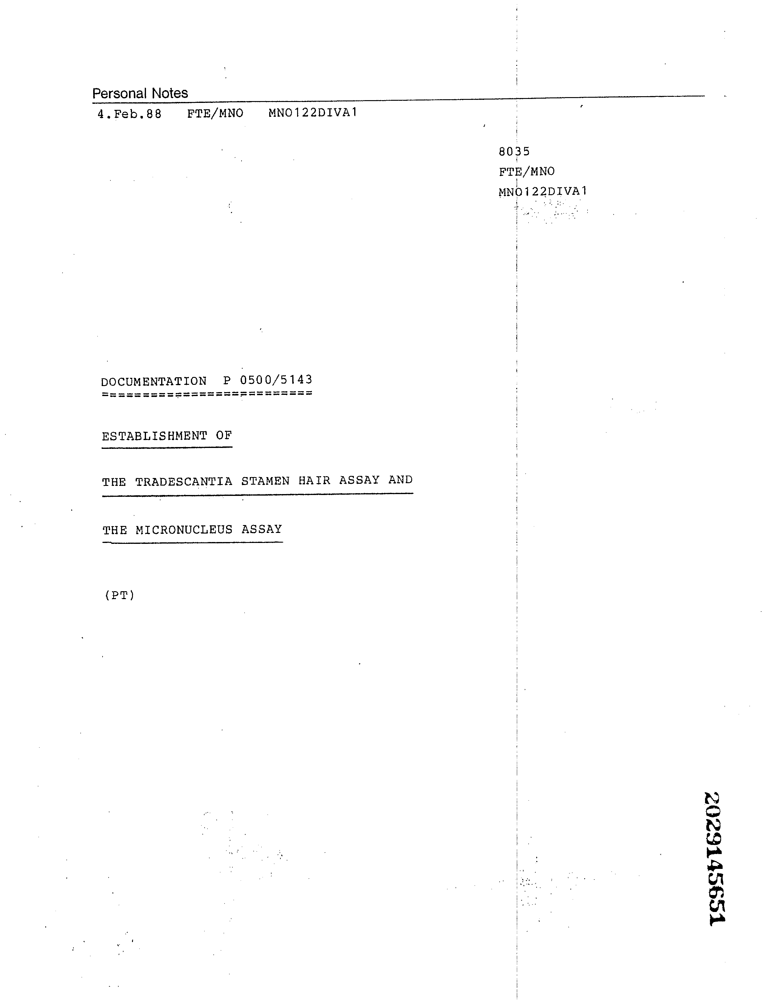 Personal Notes
4.Feb.88 FTE/MNO MNO122DIVA1
8035
FTE/MNO
MNO122DIVA1
DOCUMENTATION P 0500/5143
==========================
ESTABLISHMENT OF
THE TRADESCANTIA STAMEN HAIR ASSAY AND
THE MICRONUCLEUS ASSAY
(PT)
2029145651